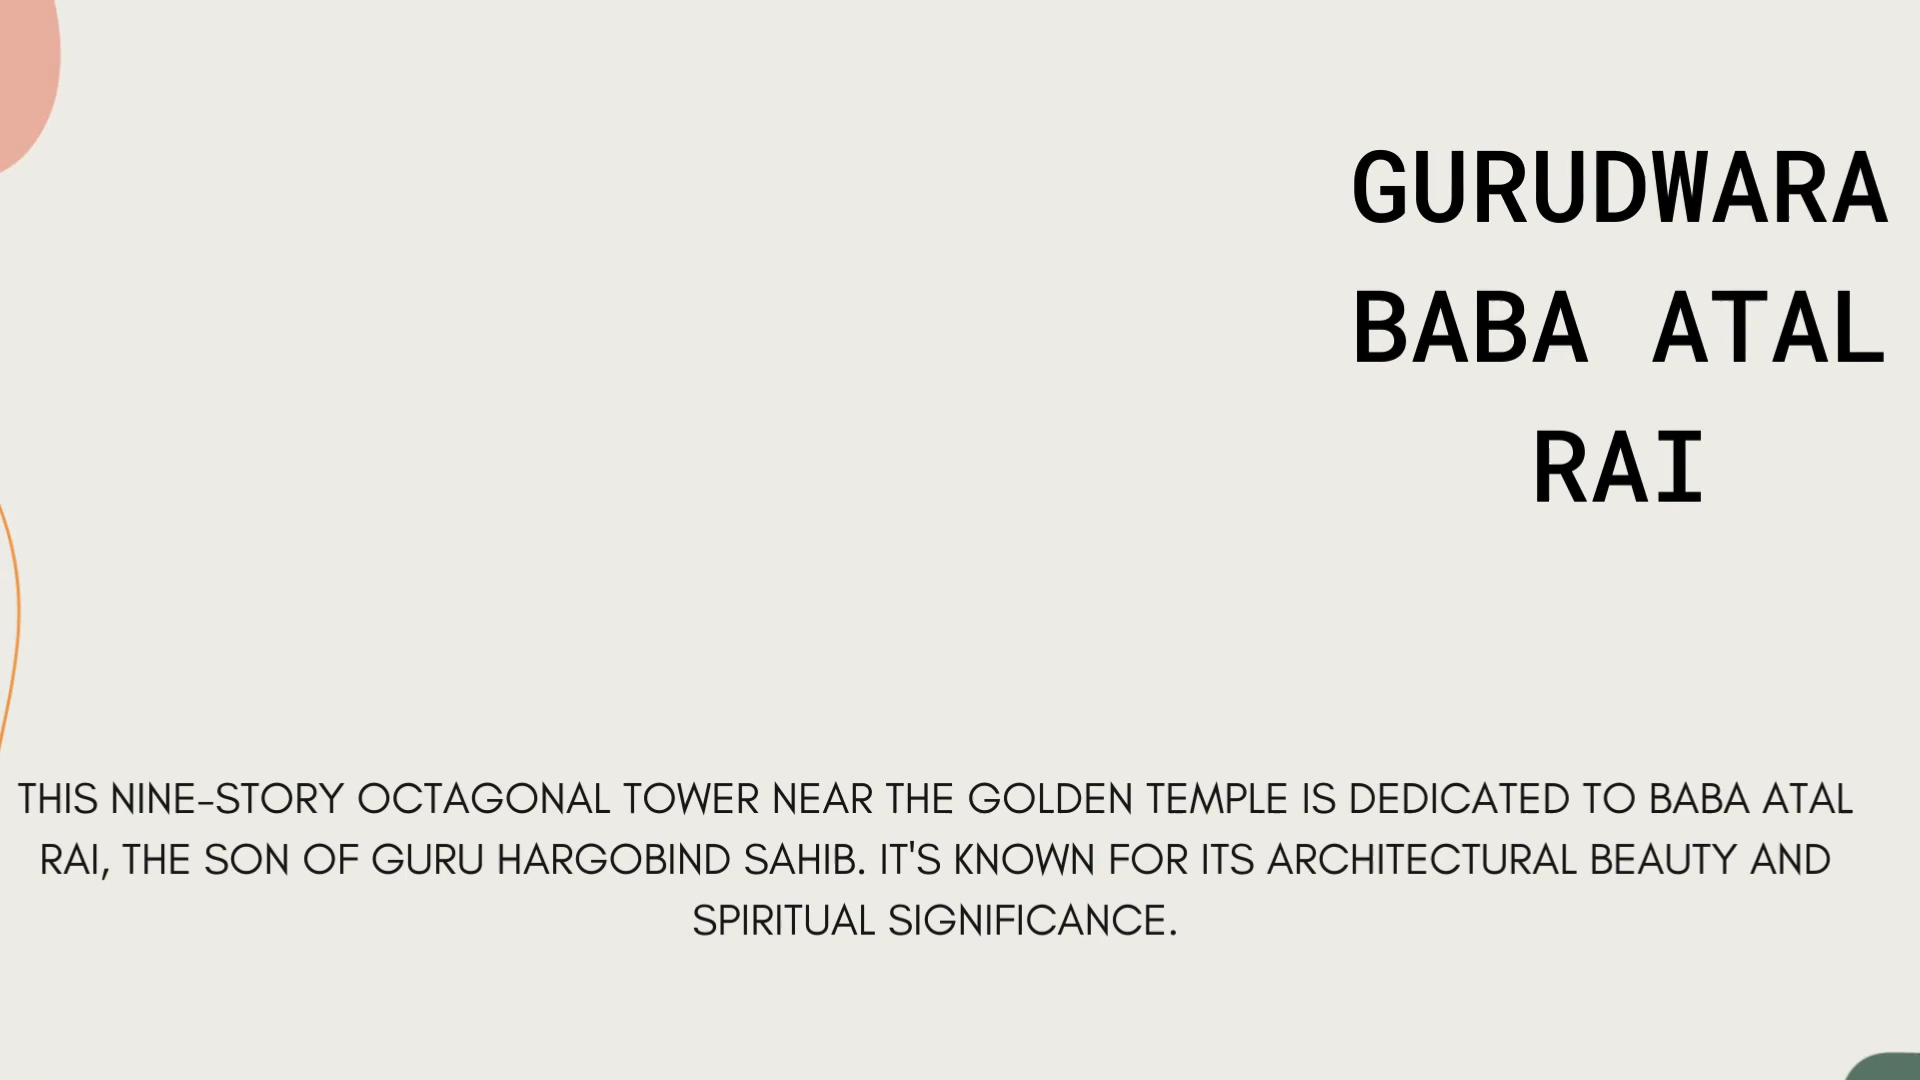 GURUDWARA
BABA ATAL
RAI
THIS NINE-STORY OCTAGONAL TOWER NEAR THE GOLDEN TEMPLE IS DEDICATED TO BABA ATAL
RAI, THE SON OF GURU HARGOBIND SAHIB. IT'S KNOWN FOR ITS ARCHITECTURAL BEAUTY AND
SPIRITUAL SIGNIFICANCE.